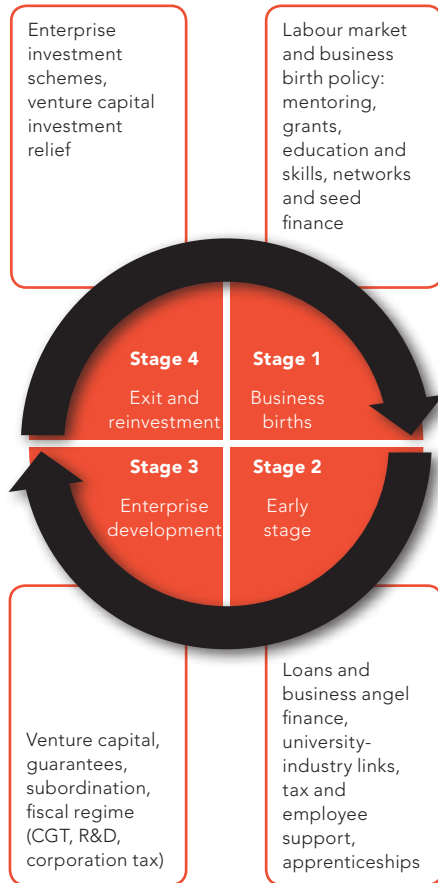 Enterprise
investment
schemes,
venture capital
investment
relief
Labour market
and business
birth policy:
mentoring,
grants,
education and
skills, networks
and seed
finance
Stage 4
Exit and
reinvestment
Stage 1
Business
births
Stage 3
Enterprise
development
Stage 2
Early
stage
Venture capital,
guarantees,
subordination,
fiscal regime
(CGT, R&D,
corporation tax)
Loans and
business angel
finance,
university-
industry links,
tax and
employee
support,
apprenticeships